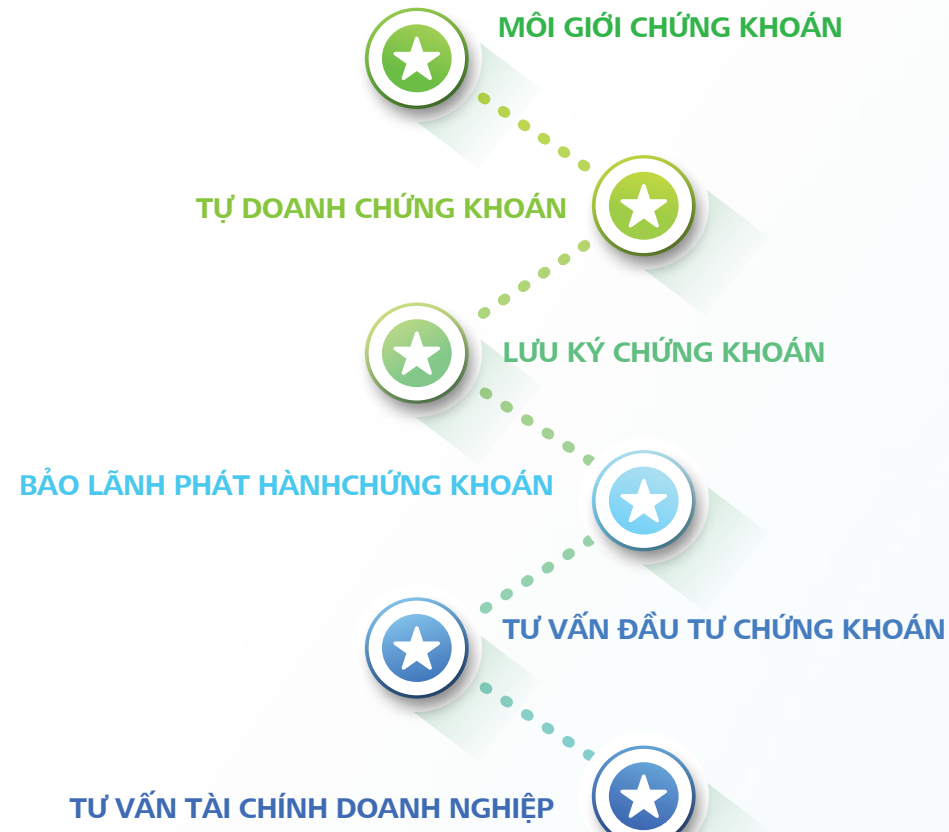 MÔI GIỚI CHỨNG KHOÁN
TỰ DOANH CHỨNG KHOÁN
LƯU KÝ CHỨNG KHOÁN
BẢO LÃNH PHÁT HÀNHCHỨNG KHOÁN
TƯ VẤN ĐẦU TƯ CHỨNG KHOÁN
TƯ VẤN TÀI CHÍNH DOANH NGHIỆP